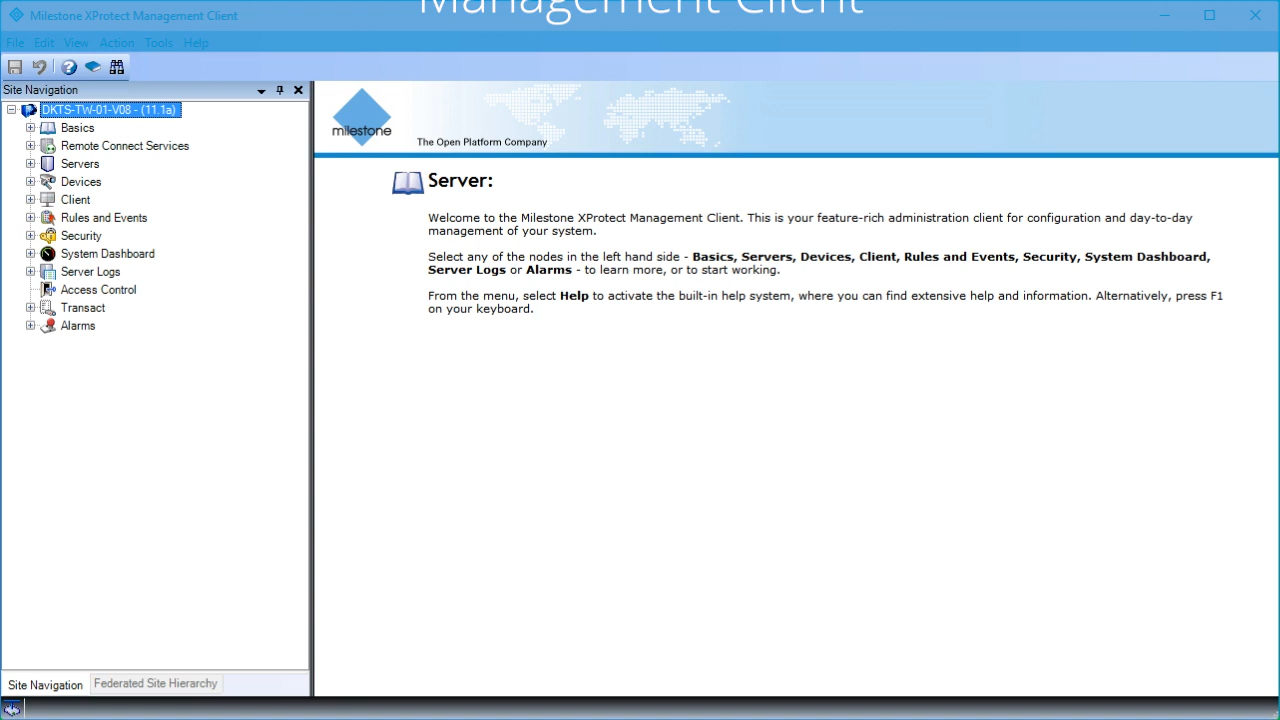 Management Client
Milestone XProtect Management Client
File Edit View Action Tools Help
Site Navigation
DKTS-TW-01-V08 - (11.1a)
Basics
Remote Connect Services
Servers
Devices
Client
Rules and Events
Security
System Dashboard
Server Logs
Access Control
Transact
Alarms
Site Navigation
Federated Site Hierarchy
milestone
The Open Platform Company
Server:
Welcome to the Milestone XProtect Management Client. This is your feature-rich administration client for configuration and day-to-day
management of your system.
Select any of the nodes in the left hand side - Basics, Servers, Devices, Client, Rules and Events, Security, System Dashboard,
Server Logs or Alarms - to learn more, or to start working.
From the menu, select Help to activate the built-in help system, where you can find extensive help and information. Alternatively, press F1
on your keyboard.